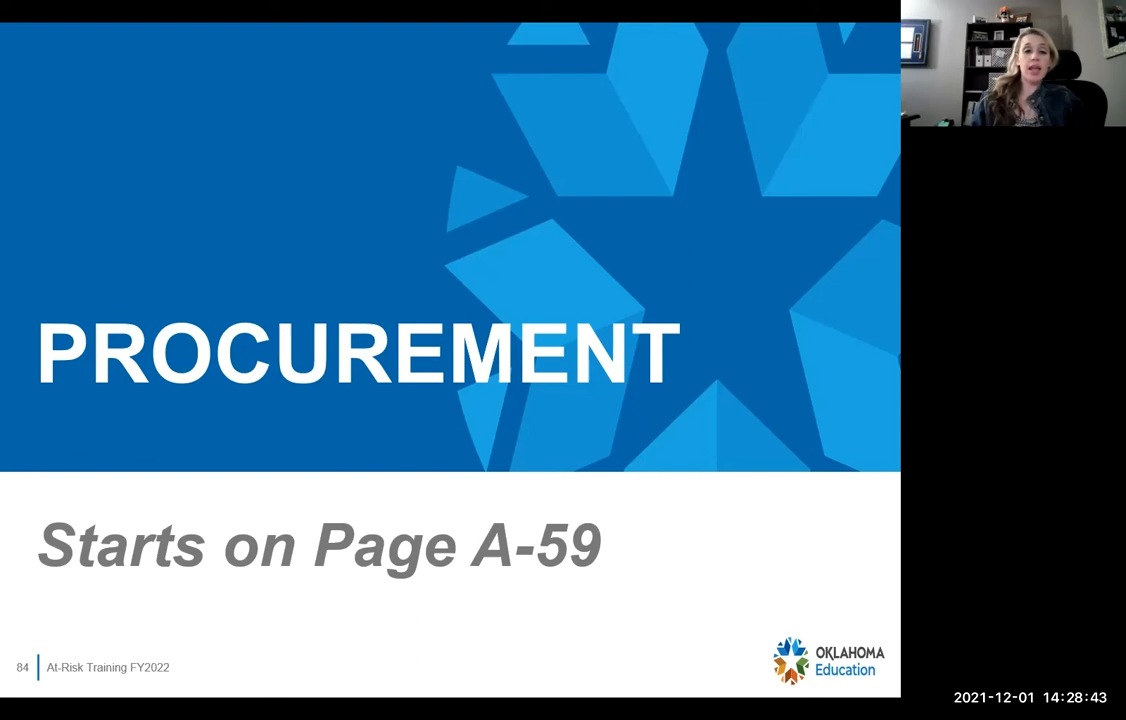 PROCUREMENT
Starts on Page A-59
84
At-Risk Training FY2022
OKLAHOMA
Education
2021-12-01 14:28:43